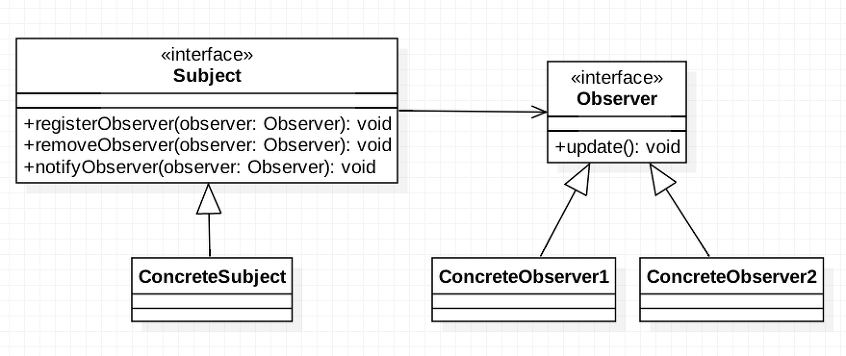 «interface»
Subject
+registerObserver(observer: Observer): void
+removeObserver(observer: Observer): void
+notifyObserver(observer: Observer): void
«interface»
Observer
+update(): void
ConcreteSubject
ConcreteObserver1
ConcreteObserver2